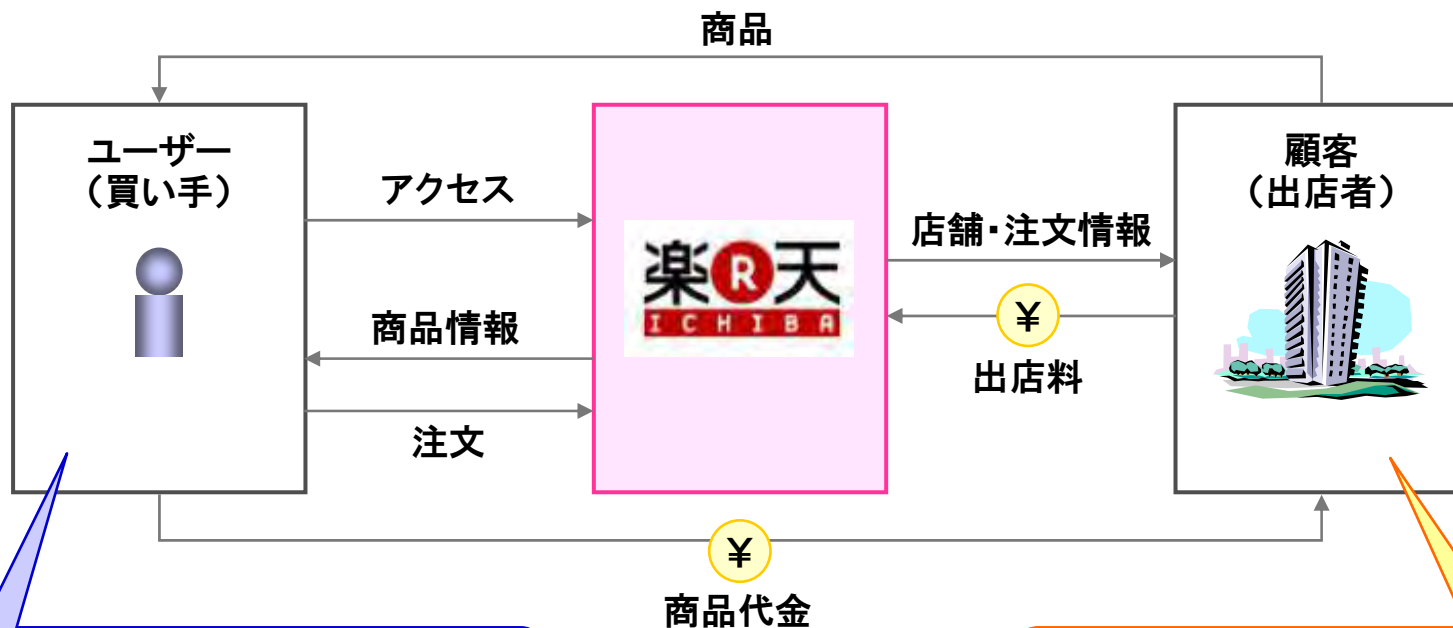 商品
ユーザー
（買い手）
アクセス
商品情報
注文
楽R天
ICHIBA
店舗・注文情報
¥
出店料
顧客
（出店者）
¥
商品代金